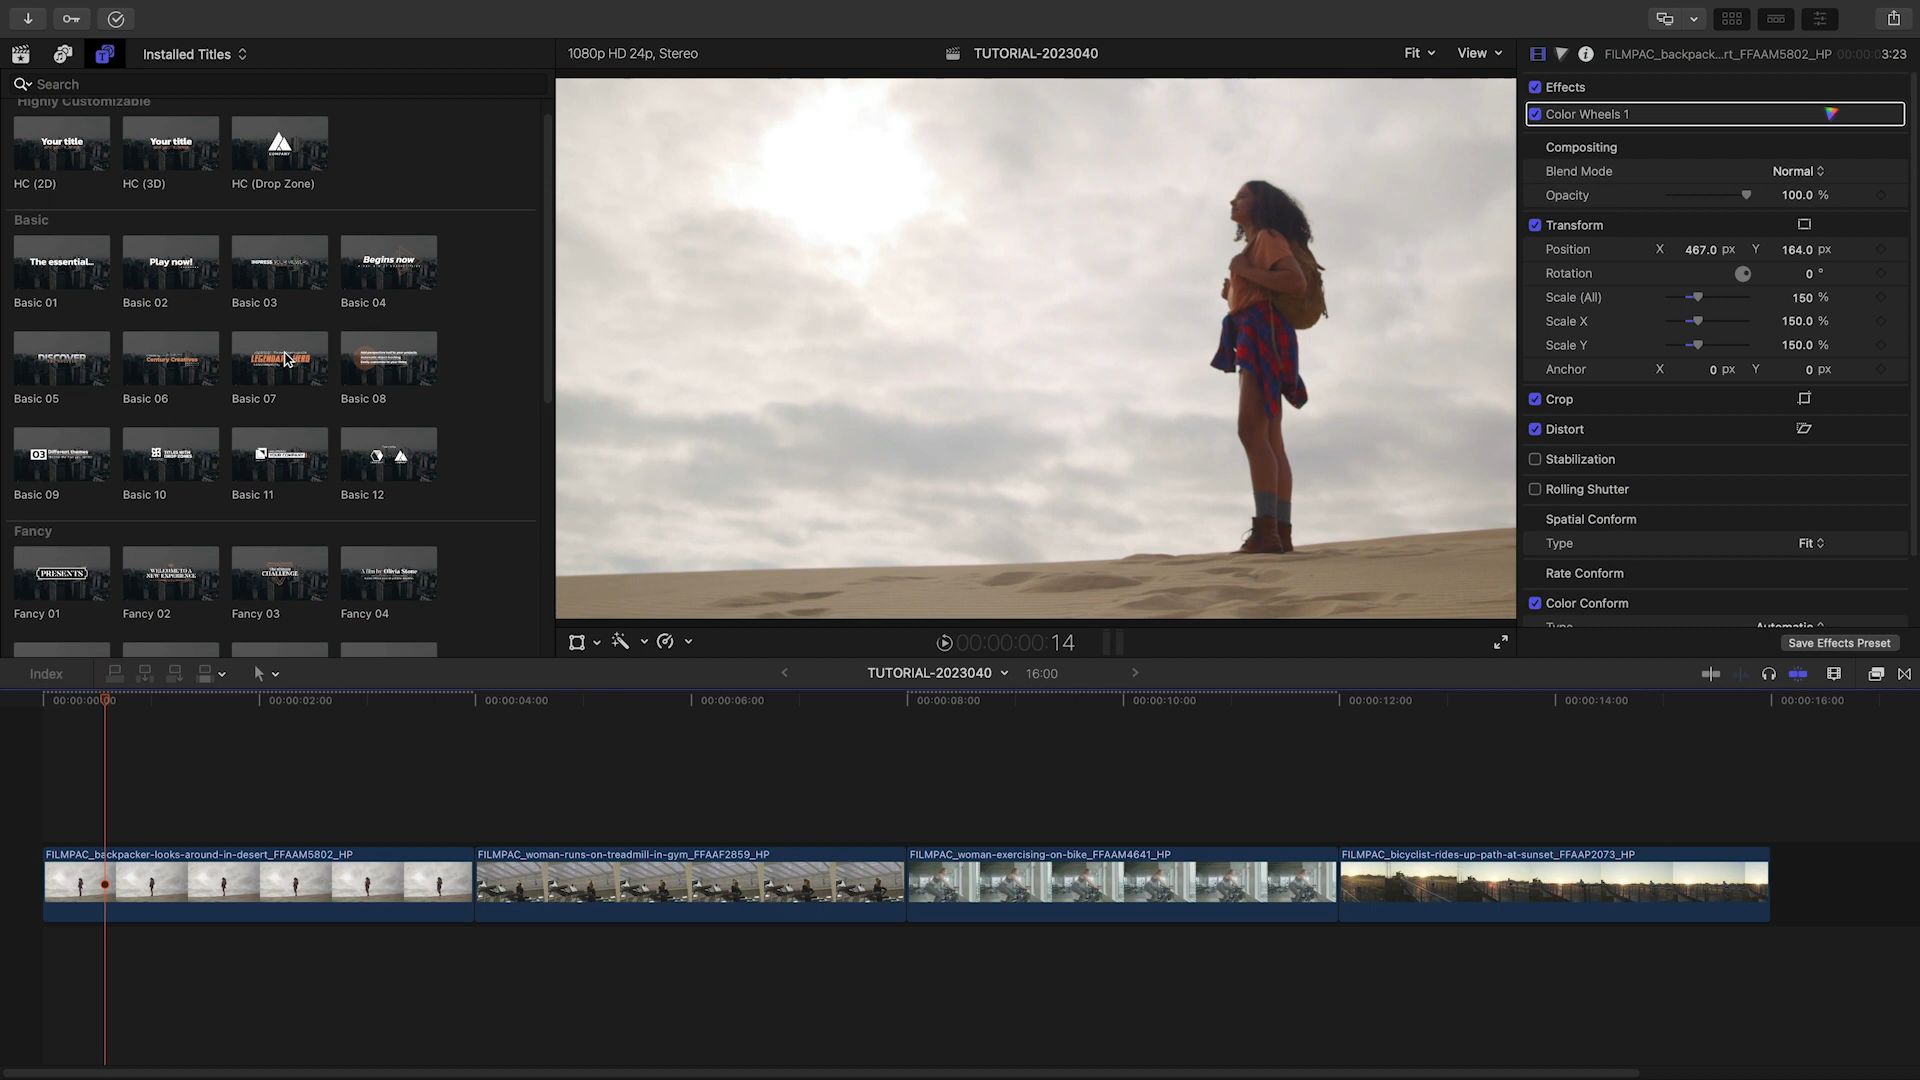 Installed Titles
1080p HD 24p, Stereo
TUTORIAL-2023040
Fit
View
FILMPAC_backpack...rt_FFAAM5802_HP
00:00:03:23
Search
Highly Customizable
Your title
Your title
COMPANY
HC (2D)
HC (3D)
HC (Drop Zone)
Basic
The essential...
Play now!
IMPRESS YOUR VIEWERS
Begins now
Basic 01
Basic 02
Basic 03
Basic 04
DISCOVER
Century Creatives
LEGENDARY HERO
Basic 05
Basic 06
Basic 07
Basic 08
03 Different themes
TITLES WITH
DROP ZONES
Basic 09
Basic 10
Basic 11
Basic 12
Fancy
PRESENTS
WELCOME TO A
NEW EXPERIENCE
CHALLENGE
A film by Olivia Stone
Fancy 01
Fancy 02
Fancy 03
Fancy 04
Effects
Color Wheels 1
Compositing
Blend Mode
Normal
Opacity
100.0 %
Transform
Position
X 467.0 px Y 164.0 px
Rotation
0 °
Scale (All)
150 %
Scale X
150.0 %
Scale Y
150.0 %
Anchor
X 0 px Y 0 px
Crop
Distort
Stabilization
Rolling Shutter
Spatial Conform
Type
Fit
Rate Conform
Color Conform
Type
Automatic
Save Effects Preset
00:00:00:14
Index
TUTORIAL-2023040
16:00
00:00:00:00
00:00:02:00
00:00:04:00
00:00:06:00
00:00:08:00
00:00:10:00
00:00:12:00
00:00:14:00
00:00:16:00
FILMPAC_backpacker-looks-around-in-desert_FFAAM5802_HP
FILMPAC_woman-runs-on-treadmill-in-gym_FFAAF2859_HP
FILMPAC_woman-exercising-on-bike_FFAAM4641_HP
FILMPAC_bicyclist-rides-up-path-at-sunset_FFAAP2073_HP